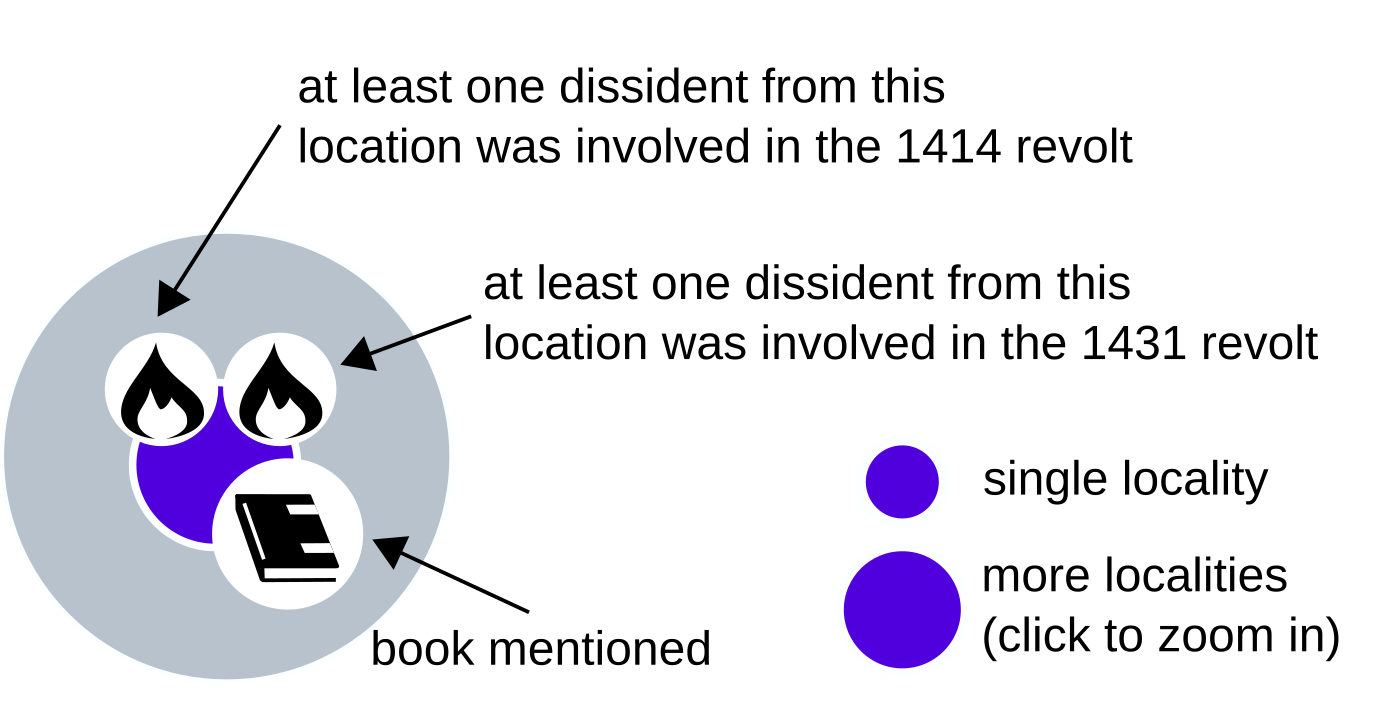 at least one dissident from this
location was involved in the 1414 revolt
at least one dissident from this
location was involved in the 1431 revolt
single locality
more localities
(click to zoom in)
book mentioned